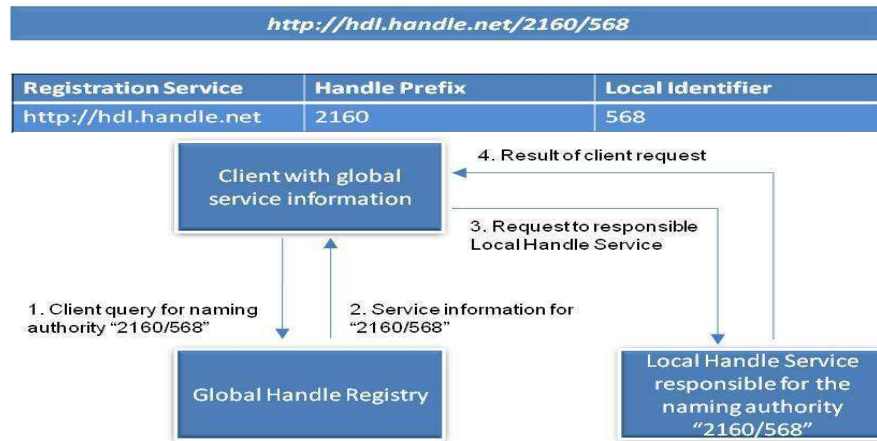 http://hdl.handle.net/2160/568
Registration Service Handle Prefix Local Identifier
http://hdl.handle.net 2160 568
Client with global
service information
4. Result of client request
3. Request to responsible
Local Handle Service
1. Client query for naming
authority "2160/568"
2. Service information for
"2160/568"
Global Handle Registry
Local Handle Service
responsible for the
naming authority
"2160/568"